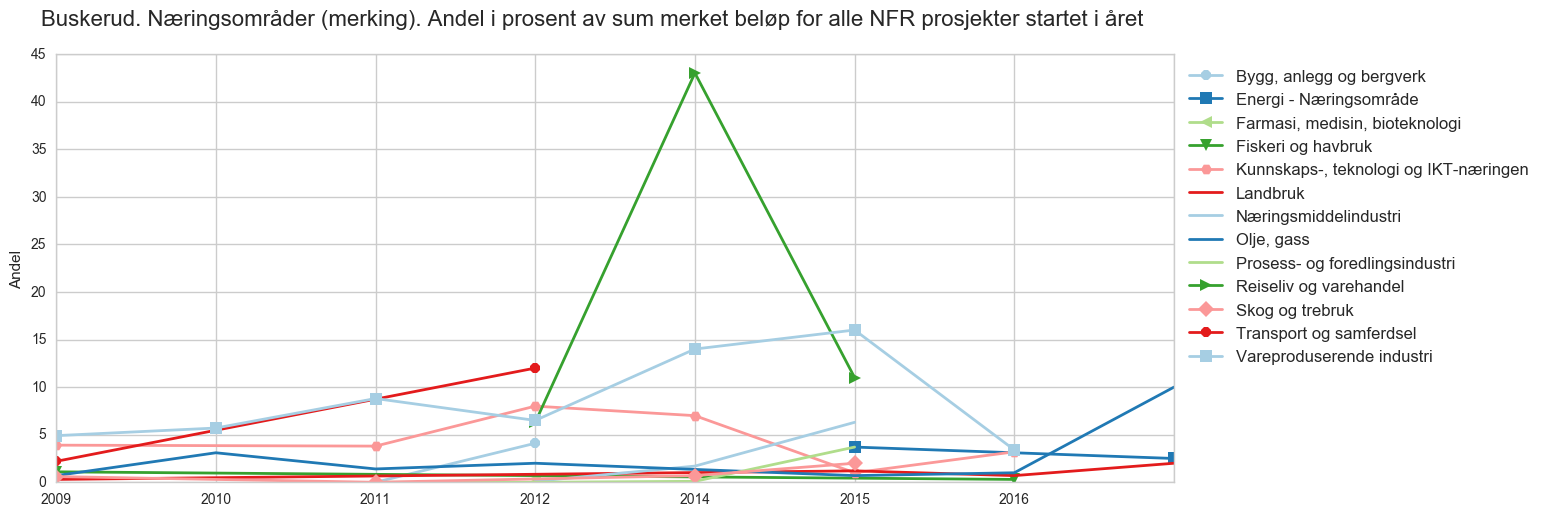 Buskerud. Næringsområder (merking). Andel i prosent av sum merket beløp for alle NFR prosjekter startet i året
45
40
35
30
25
20
15
10
5
0
Andel
2009 2010 2011 2012 2014 2015 2016
Bygg, anlegg og bergverk
Energi - Næringsområde
Farmasi, medisin, bioteknologi
Fiskeri og havbruk
Kunnskaps-, teknologi og IKT-næringen
Landbruk
Næringsmiddelindustri
Olje, gass
Prosess- og foredlingsindustri
Reiseliv og varehandel
Skog og trebruk
Transport og samferdsel
Vareproduserende industri